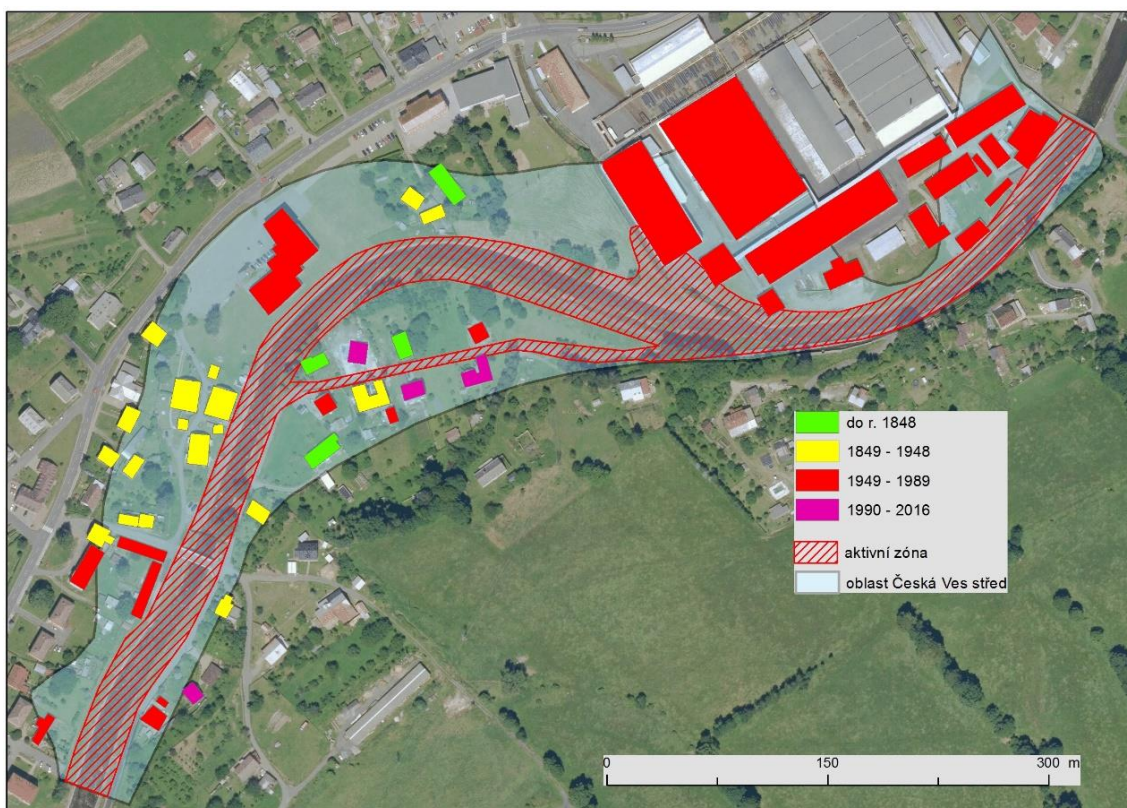 do r. 1848
1849 - 1948
1949 - 1989
1990 - 2016
aktivní zóna
oblast Česká Ves střed
0 150 300 m